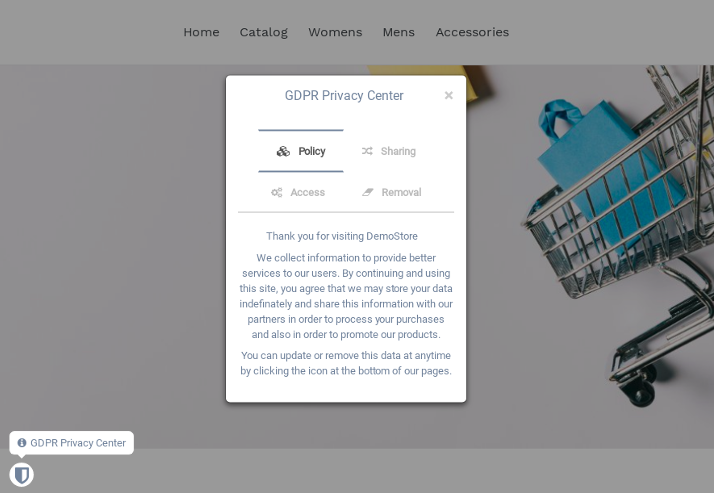 Home Catalog Womens Mens Accessories
GDPR Privacy Center ×
Policy Sharing
Access Removal
Thank you for visiting DemoStore
We collect information to provide better
services to our users. By continuing and using
this site, you agree that we may store your data
indefinately and share this information with our
partners in order to process your purchases
and also in order to promote our products.
You can update or remove this data at anytime
by clicking the icon at the bottom of our pages.
GDPR Privacy Center